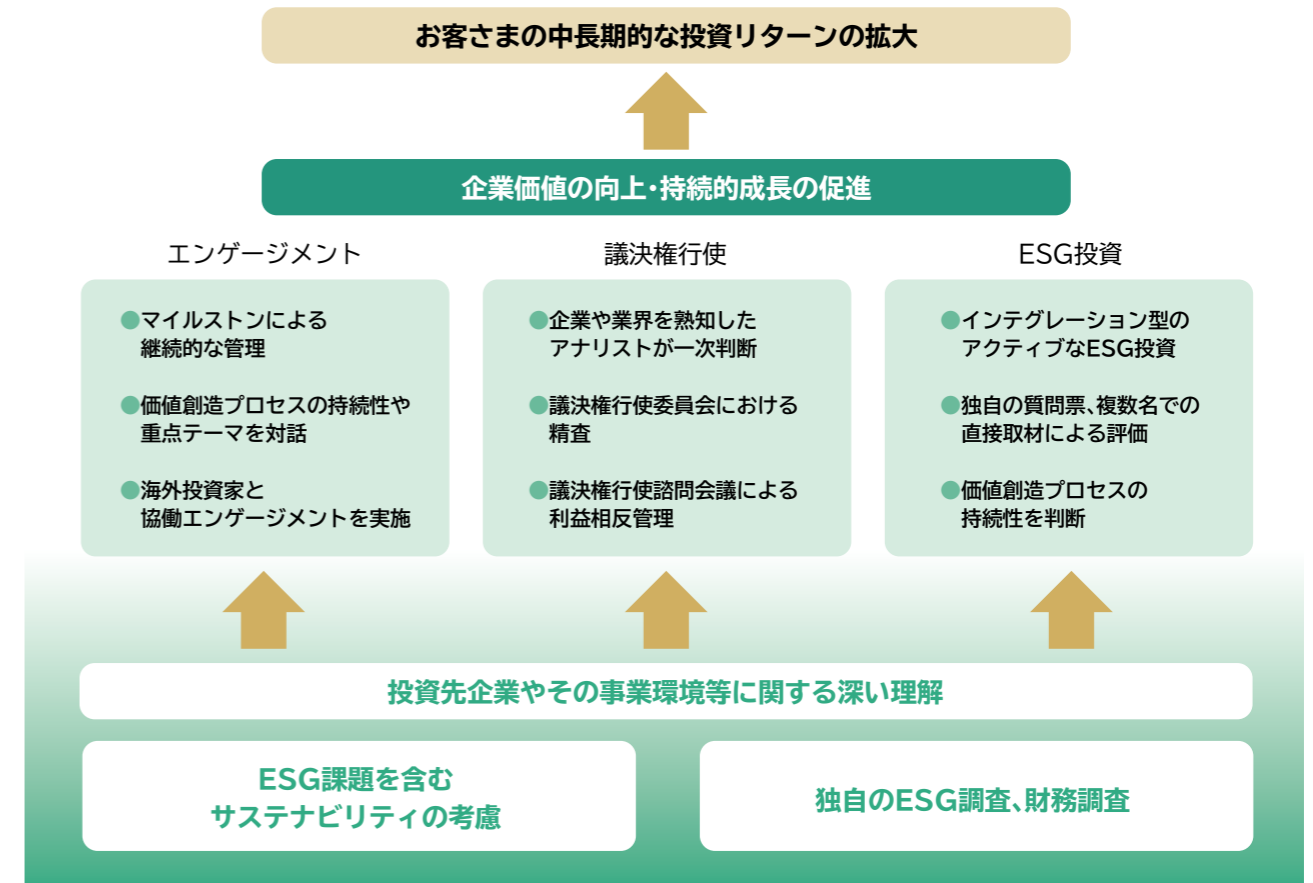 お客さまの中長期的な投資リターンの拡大
企業価値の向上・持続的成長の促進
エンゲージメント
●マイルストンによる
継続的な管理
●価値創造プロセスの持続性や
重点テーマを対話
●海外投資家と
協働エンゲージメントを実施
議決権行使
●企業や業界を熟知した
アナリストが一次判断
●議決権行使委員会における
精査
●議決権行使諮問会議による
利益相反管理
ESG投資
●インテグレーション型の
アクティブなESG投資
●独自の質問票、複数名での
直接取材による評価
●価値創造プロセスの
持続性を判断
投資先企業やその事業環境等に関する深い理解
ESG課題を含む
サステナビリティの考慮
独自のESG調査、財務調査